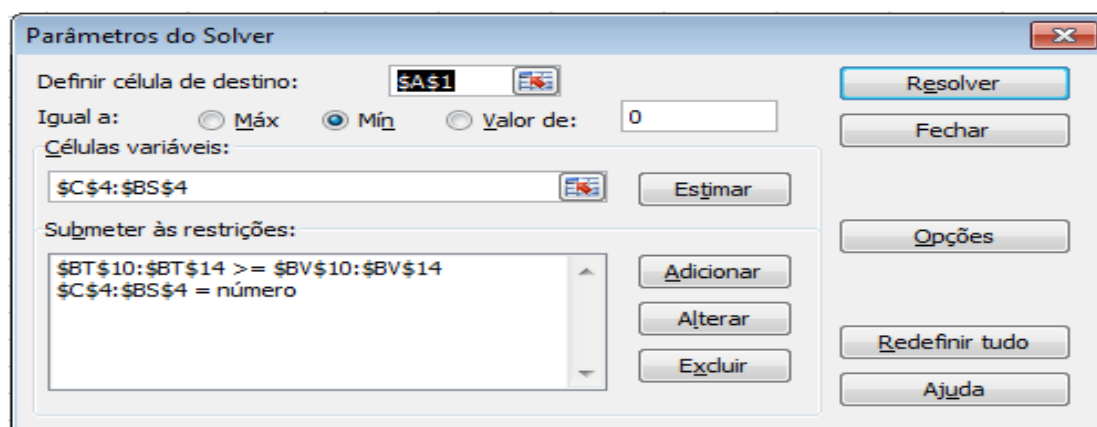 Parâmetros do Solver
Definir célula de destino: $A$1
Resolver
Igual a: Máx Mín Valor de: 0
Fechar
Células variáveis:
$C$4:$BS$4
Estimar
Submeter às restrições:
Opções
$BT$10:$BT$14 >= $BV$10:$BV$14
$C$4:$BS$4 = número
Adicionar
Alterar
Redefinir tudo
Excluir
Ajuda